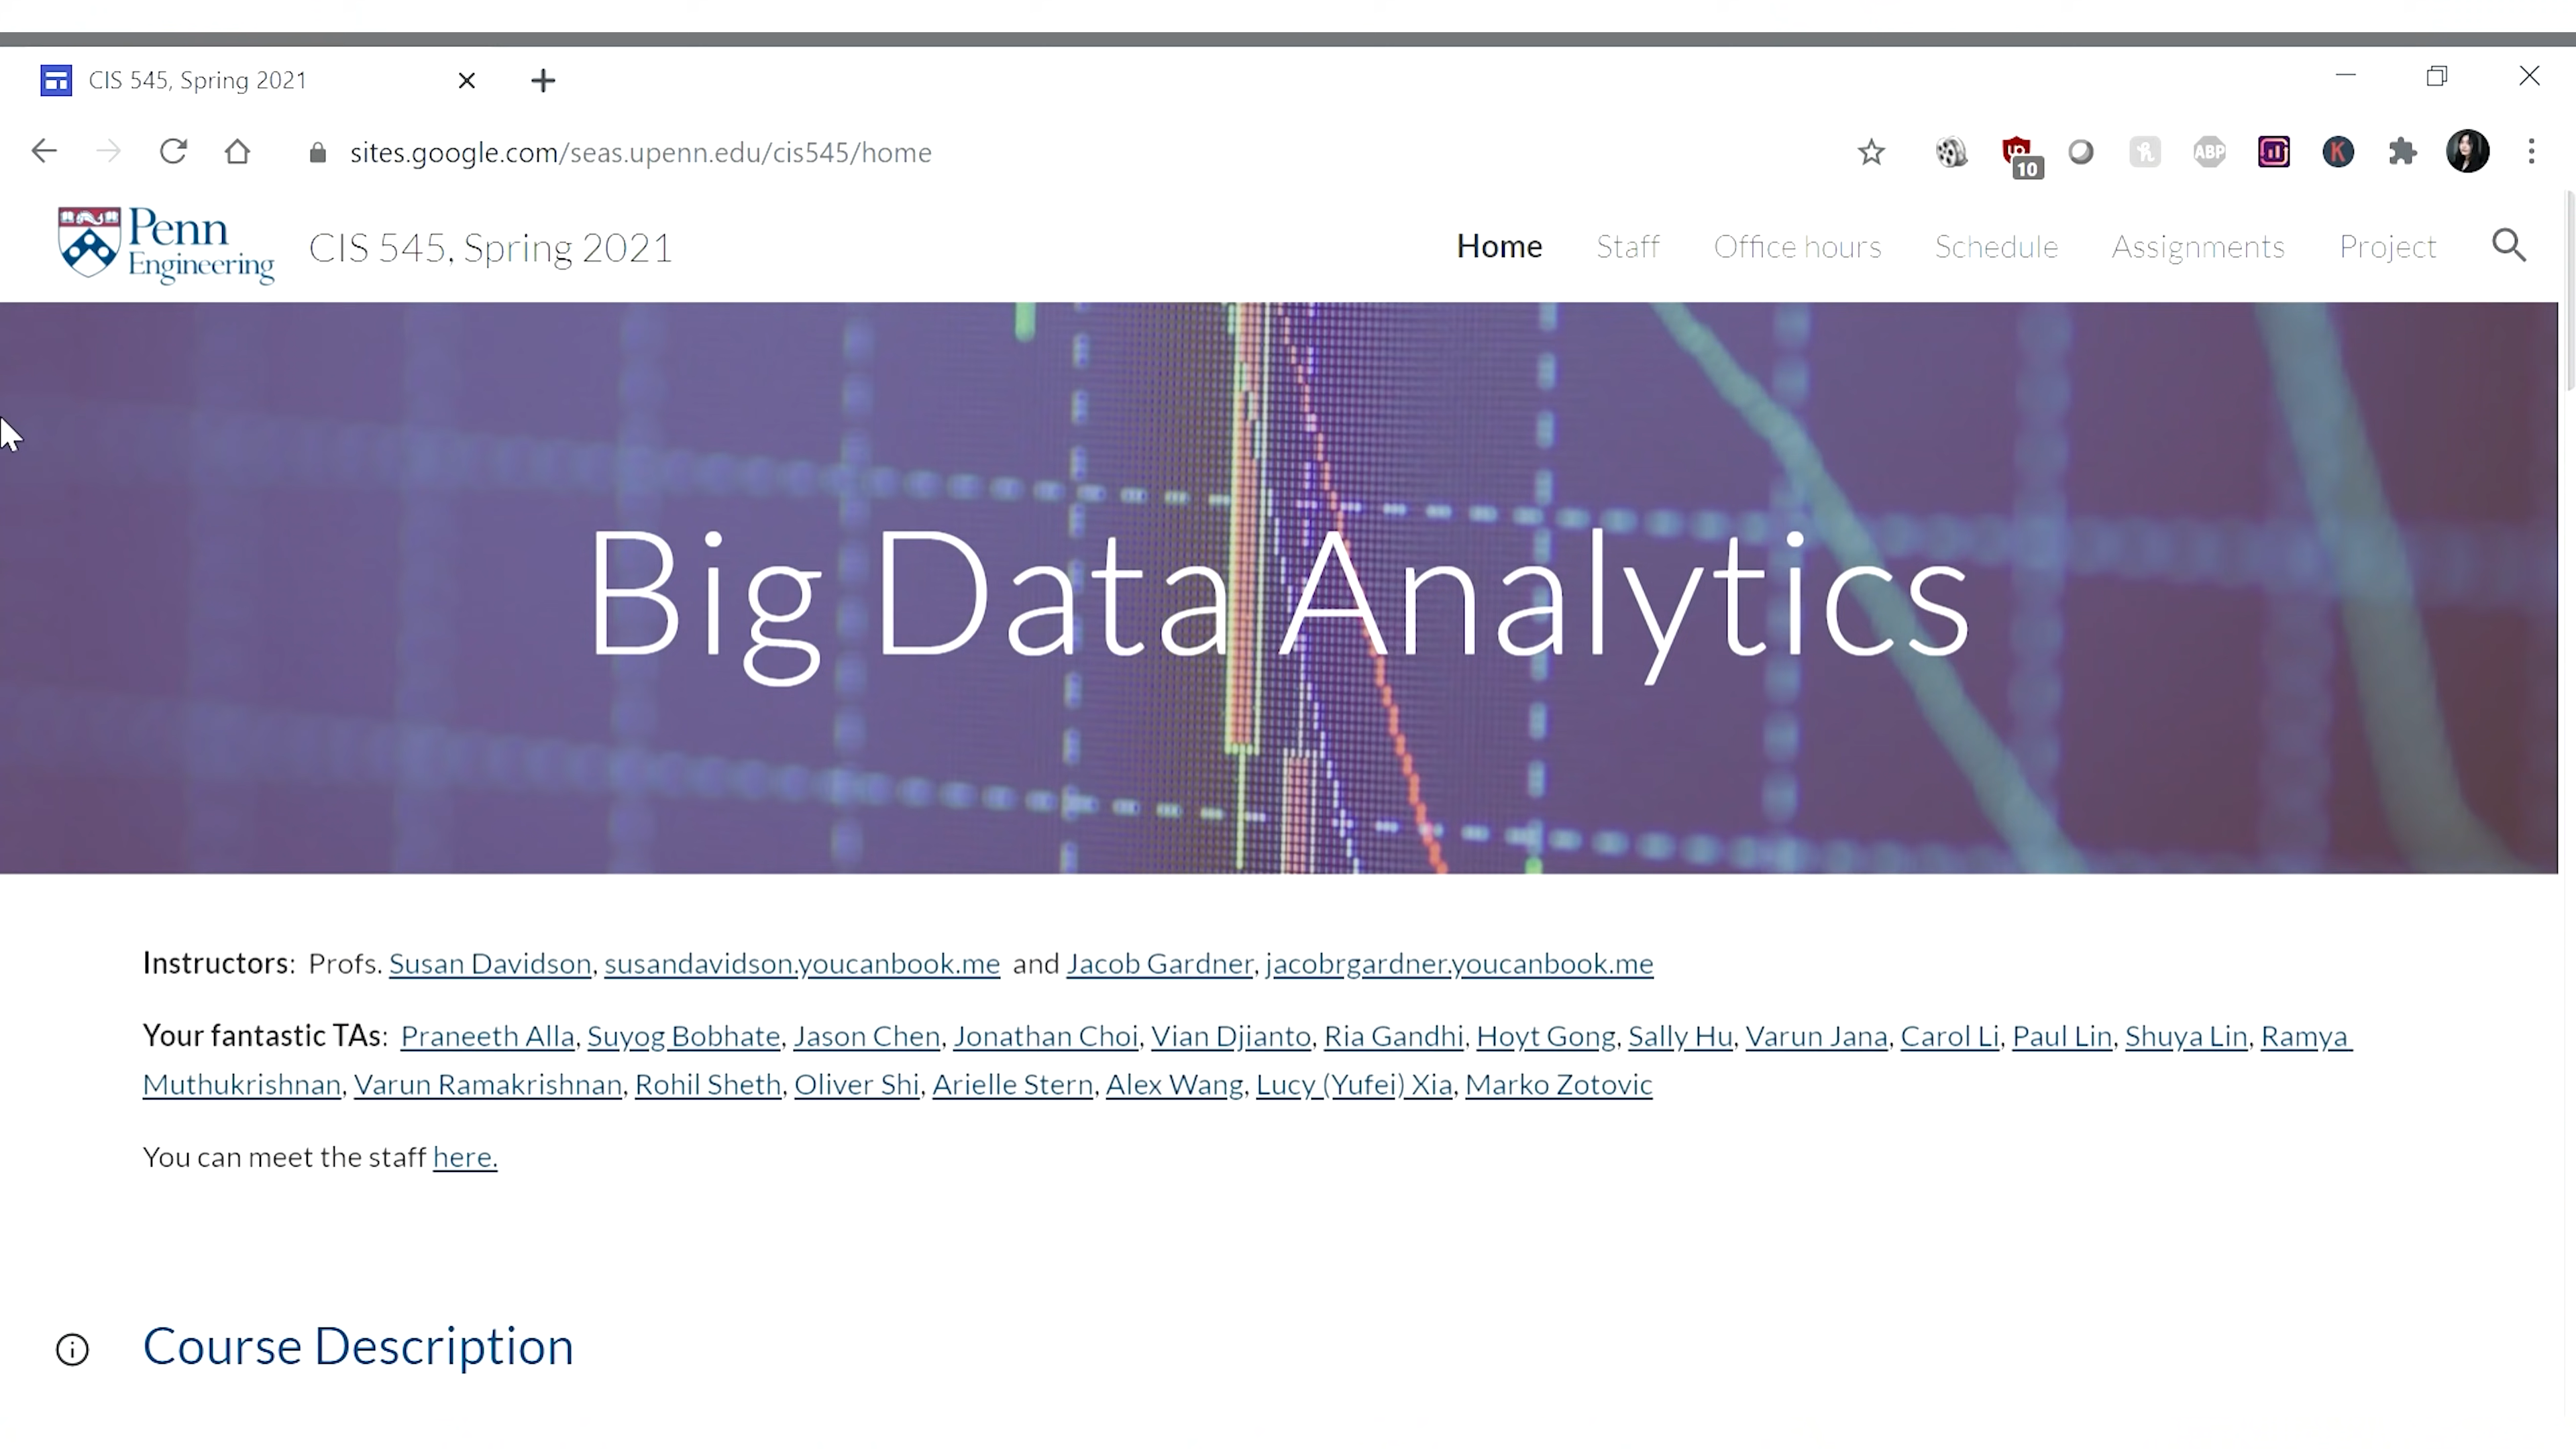 CIS 545, Spring 2021
sites.google.com/seas.upenn.edu/cis545/home
10
ABP
K
Penn
Engineering
CIS 545, Spring 2021
Home
Staff
Office hours
Schedule
Assignments
Project
Big Data Analytics
Instructors: Profs. Susan Davidson, susandavidson.youcanbook.me and Jacob Gardner, jacobrgardner.youcanbook.me
Your fantastic TAs: Praneeth Alla, Suyog Bobhate, Jason Chen, Jonathan Choi, Vian Djianto, Ria Gandhi, Hoyt Gong, Sally Hu, Varun Jana, Carol Li, Paul Lin, Shuya Lin, Ramya
Muthukrishnan, Varun Ramakrishnan, Rohil Sheth, Oliver Shi, Arielle Stern, Alex Wang, Lucy (Yufei) Xia, Marko Zotovic
You can meet the staff here.
Course Description